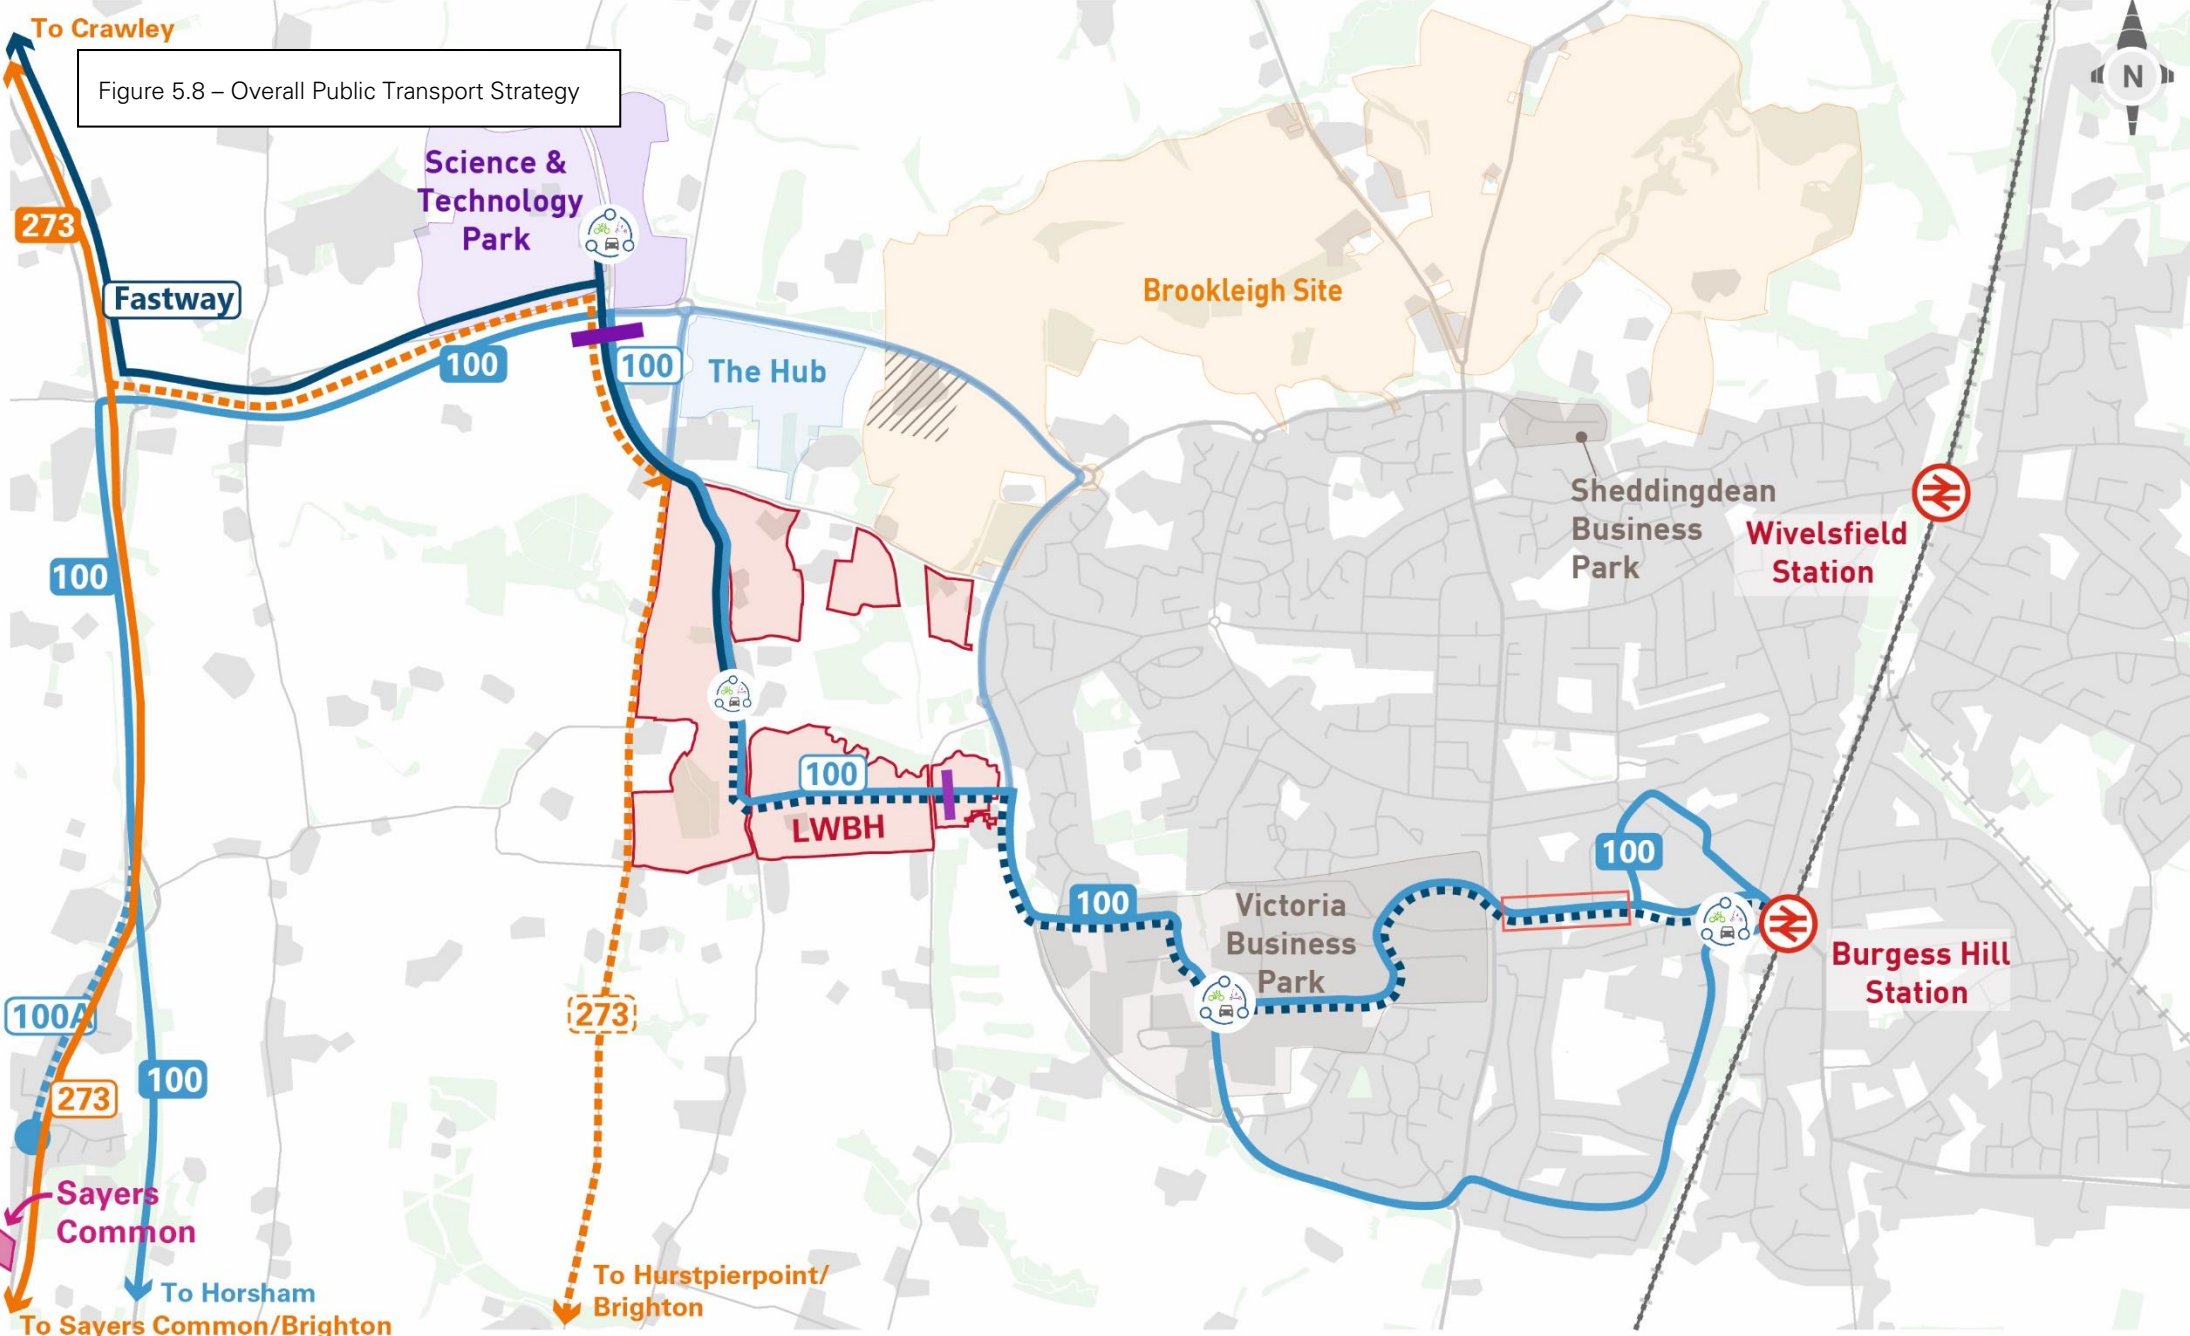 To Crawley
Figure 5.8 – Overall Public Transport Strategy
N
Science &
Technology
Park
273
Fastway
Brookleigh Site
100
100
The Hub
Sheddingdean
Business
Park
Wivelsfield
Station
100
100
LWBH
100
100
Victoria
Business
Park
Burgess Hill
Station
100A
273
100
273
Sayers
Common
To Horsham
To Hurstpierpoint/
Brighton
To Sayers Common/Brighton